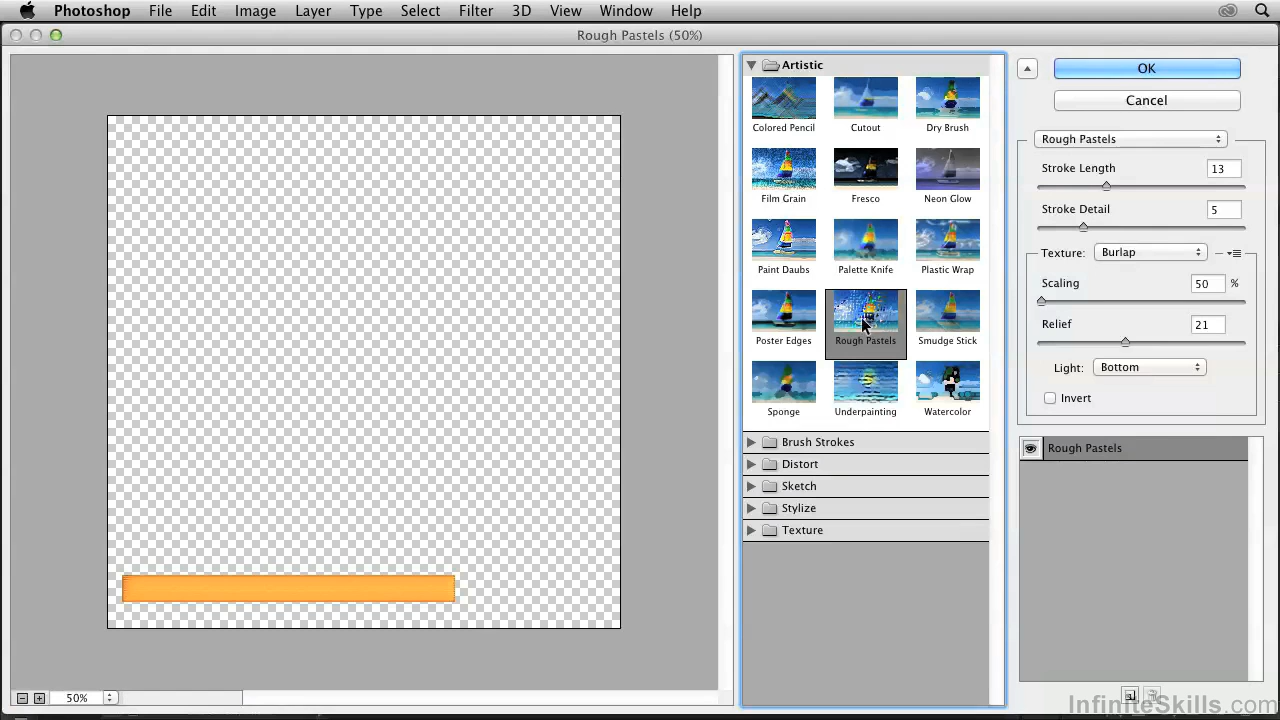 Photoshop File Edit Image Layer Type Select Filter 3D View Window Help
Rough Pastels (50%)
Artistic
Colored Pencil Cutout Dry Brush
Film Grain Fresco Neon Glow
Paint Daubs Palette Knife Plastic Wrap
Poster Edges Rough Pastels Smudge Stick
Sponge Underpainting Watercolor
Brush Strokes
Distort
Sketch
Stylize
Texture
OK
Cancel
Rough Pastels
Stroke Length 13
Stroke Detail 5
Texture: Burlap
Scaling 50 %
Relief 21
Light: Bottom
Invert
Rough Pastels
50%
InfiniteSkills.com